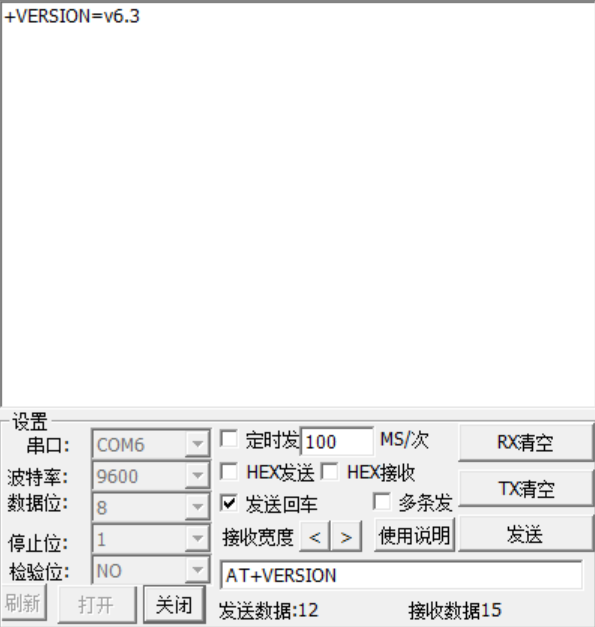 +VERSION=v6.3
设置
串口: COM6 定时发 100 MS/次 RX清空
波特率: 9600 HEX发送 HEX接收 TX清空
数据位: 8 发送回车 多条发
停止位: 1 接收宽度 < > 使用说明 发送
检验位: NO AT+VERSION
刷新 打开 关闭 发送数据:12 接收数据15